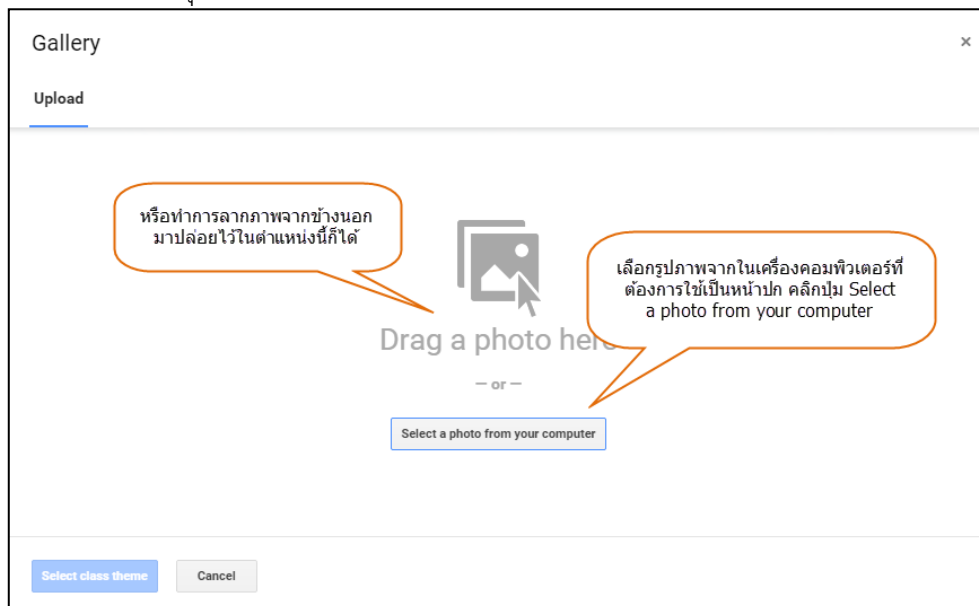 Gallery
×
Upload
หรือทำการลากภาพจากข้างนอก
มาปล่อยไว้ในตำแหน่งนี้ก็ได้
เลือกรูปภาพจากในเครื่องคอมพิวเตอร์ที่
ต้องการใช้เป็นหน้าปก คลิกปุ่ม Select
a photo from your computer
Drag a photo here
— or —
Select a photo from your computer
Select class theme
Cancel